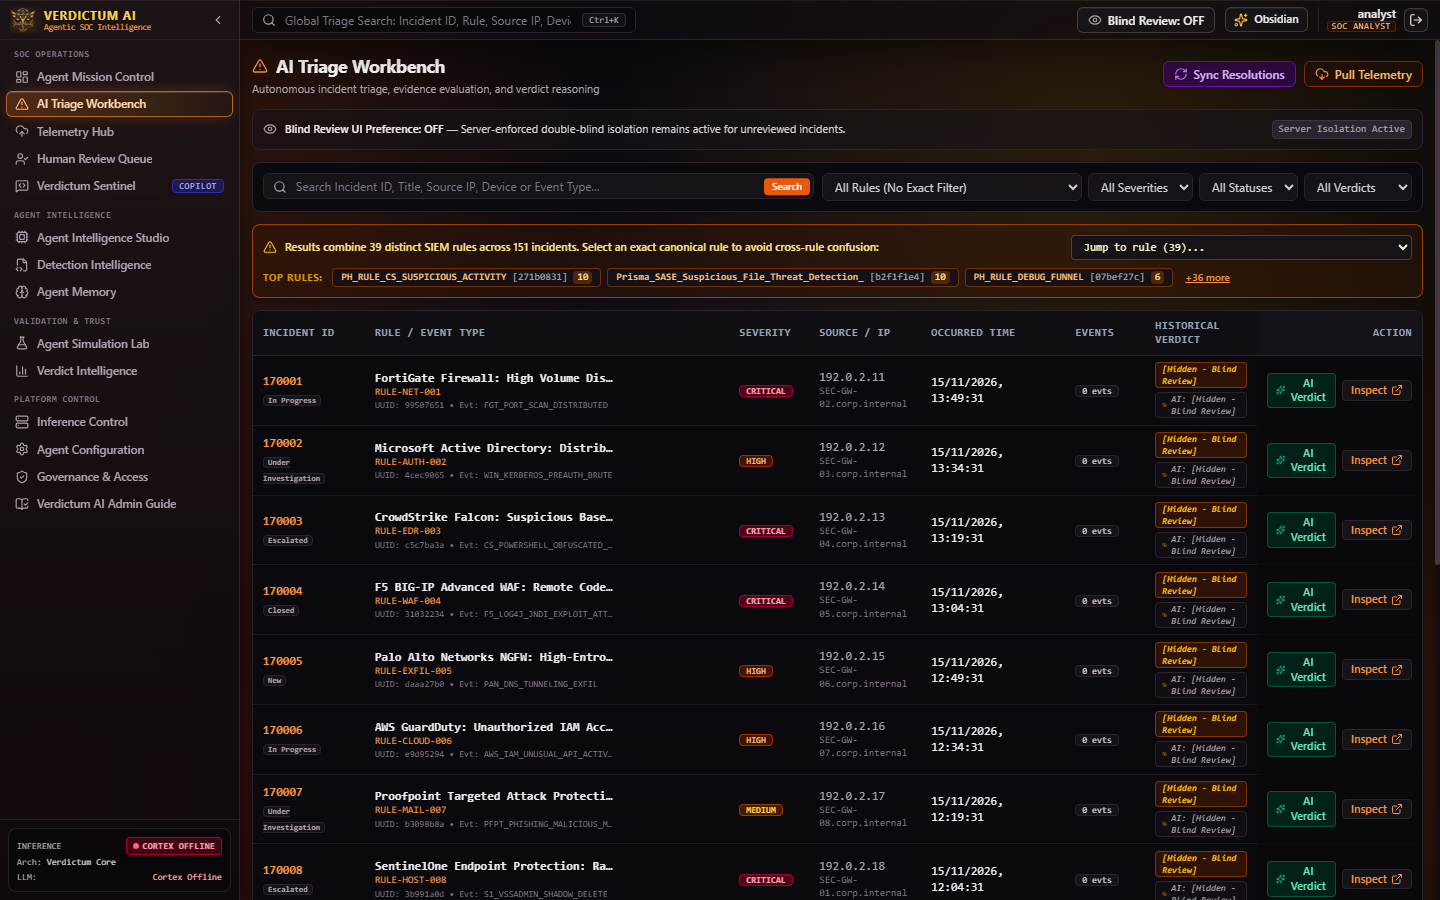 VERDICTUM AI
Agentic SOC Intelligence
Global Triage Search: Incident ID, Rule, Source IP, Devi
Ctrl+K
Blind Review: OFF
Obsidian
analyst
SOC ANALYST
SOC OPERATIONS
Agent Mission Control
AI Triage Workbench
Telemetry Hub
Human Review Queue
Verdictum Sentinel
COPILOT
AGENT INTELLIGENCE
Agent Intelligence Studio
Detection Intelligence
Agent Memory
VALIDATION & TRUST
Agent Simulation Lab
Verdict Intelligence
PLATFORM CONTROL
Inference Control
Agent Configuration
Governance & Access
Verdictum AI Admin Guide
INFERENCE
CORTEX OFFLINE
Arch: Verdictum Core
LLM: Cortex Offline
AI Triage Workbench
Autonomous incident triage, evidence evaluation, and verdict reasoning
Sync Resolutions
Pull Telemetry
Blind Review UI Preference: OFF — Server-enforced double-blind isolation remains active for unreviewed incidents.
Server Isolation Active
Search Incident ID, Title, Source IP, Device or Event Type...
Search
All Rules (No Exact Filter)
All Severities
All Statuses
All Verdicts
Results combine 39 distinct SIEM rules across 151 incidents. Select an exact canonical rule to avoid cross-rule confusion:
Jump to rule (39)...
TOP RULES: PH_RULE_CS_SUSPICIOUS_ACTIVITY [271b0831] 10 Prisma_SASE_Suspicious_File_Threat_Detection_ [b2f1f1e4] 10 PH_RULE_DEBUG_FUNNEL [07bef27c] 6 +36 more
INCIDENT ID RULE / EVENT TYPE SEVERITY SOURCE / IP OCCURRED TIME EVENTS HISTORICAL VERDICT ACTION
170001
In Progress
FortiGate Firewall: High Volume Dis…
RULE-NET-001
UUID: 99507651 • Evt: FGT_PORT_SCAN_DISTRIBUTED
CRITICAL
192.0.2.11
SEC-GW-
02.corp.internal
15/11/2026,
13:49:31
0 evts
[Hidden - Blind
Review]
AI: [Hidden -
Blind Review]
AI
Verdict
Inspect
170002
Under
Investigation
Microsoft Active Directory: Distrib…
RULE-AUTH-002
UUID: 4cec9065 • Evt: WIN_KERBEROS_PREAUTH_BRUTE
HIGH
192.0.2.12
SEC-GW-
03.corp.internal
15/11/2026,
13:34:31
0 evts
[Hidden - Blind
Review]
AI: [Hidden -
Blind Review]
AI
Verdict
Inspect
170003
Escalated
CrowdStrike Falcon: Suspicious Base…
RULE-EDR-003
UUID: c5c7ba3a • Evt: CS_POWERSHELL_OBFUSCATED_…
CRITICAL
192.0.2.13
SEC-GW-
04.corp.internal
15/11/2026,
13:19:31
0 evts
[Hidden - Blind
Review]
AI: [Hidden -
Blind Review]
AI
Verdict
Inspect
170004
Closed
F5 BIG-IP Advanced WAF: Remote Code…
RULE-WAF-004
UUID: 31032234 • Evt: F5_LOG4J_JNDI_EXPLOIT_ATT…
CRITICAL
192.0.2.14
SEC-GW-
05.corp.internal
15/11/2026,
13:04:31
0 evts
[Hidden - Blind
Review]
AI: [Hidden -
Blind Review]
AI
Verdict
Inspect
170005
New
Palo Alto Networks NGFW: High-Entro…
RULE-EXFIL-005
UUID: daaa27b0 • Evt: PAN_DNS_TUNNELING_EXFIL
HIGH
192.0.2.15
SEC-GW-
06.corp.internal
15/11/2026,
12:49:31
0 evts
[Hidden - Blind
Review]
AI: [Hidden -
Blind Review]
AI
Verdict
Inspect
170006
In Progress
AWS GuardDuty: Unauthorized IAM Acc…
RULE-CLOUD-006
UUID: e9d95294 • Evt: AWS_IAM_UNUSUAL_API_ACTIV…
HIGH
192.0.2.16
SEC-GW-
07.corp.internal
15/11/2026,
12:34:31
0 evts
[Hidden - Blind
Review]
AI: [Hidden -
Blind Review]
AI
Verdict
Inspect
170007
Under
Investigation
Proofpoint Targeted Attack Protecti…
RULE-MAIL-007
UUID: b3098b8a • Evt: PFPT_PHISHING_MALICIOUS_M…
MEDIUM
192.0.2.17
SEC-GW-
08.corp.internal
15/11/2026,
12:19:31
0 evts
[Hidden - Blind
Review]
AI: [Hidden -
Blind Review]
AI
Verdict
Inspect
170008
Escalated
SentinelOne Endpoint Protection: Ra…
RULE-HOST-008
UUID: 3b991a0d • Evt: S1_VSSADMIN_SHADOW_DELETE
CRITICAL
192.0.2.18
SEC-GW-
01.corp.internal
15/11/2026,
12:04:31
0 evts
[Hidden - Blind
Review]
AI: [Hidden -
Blind Review]
AI
Verdict
Inspect